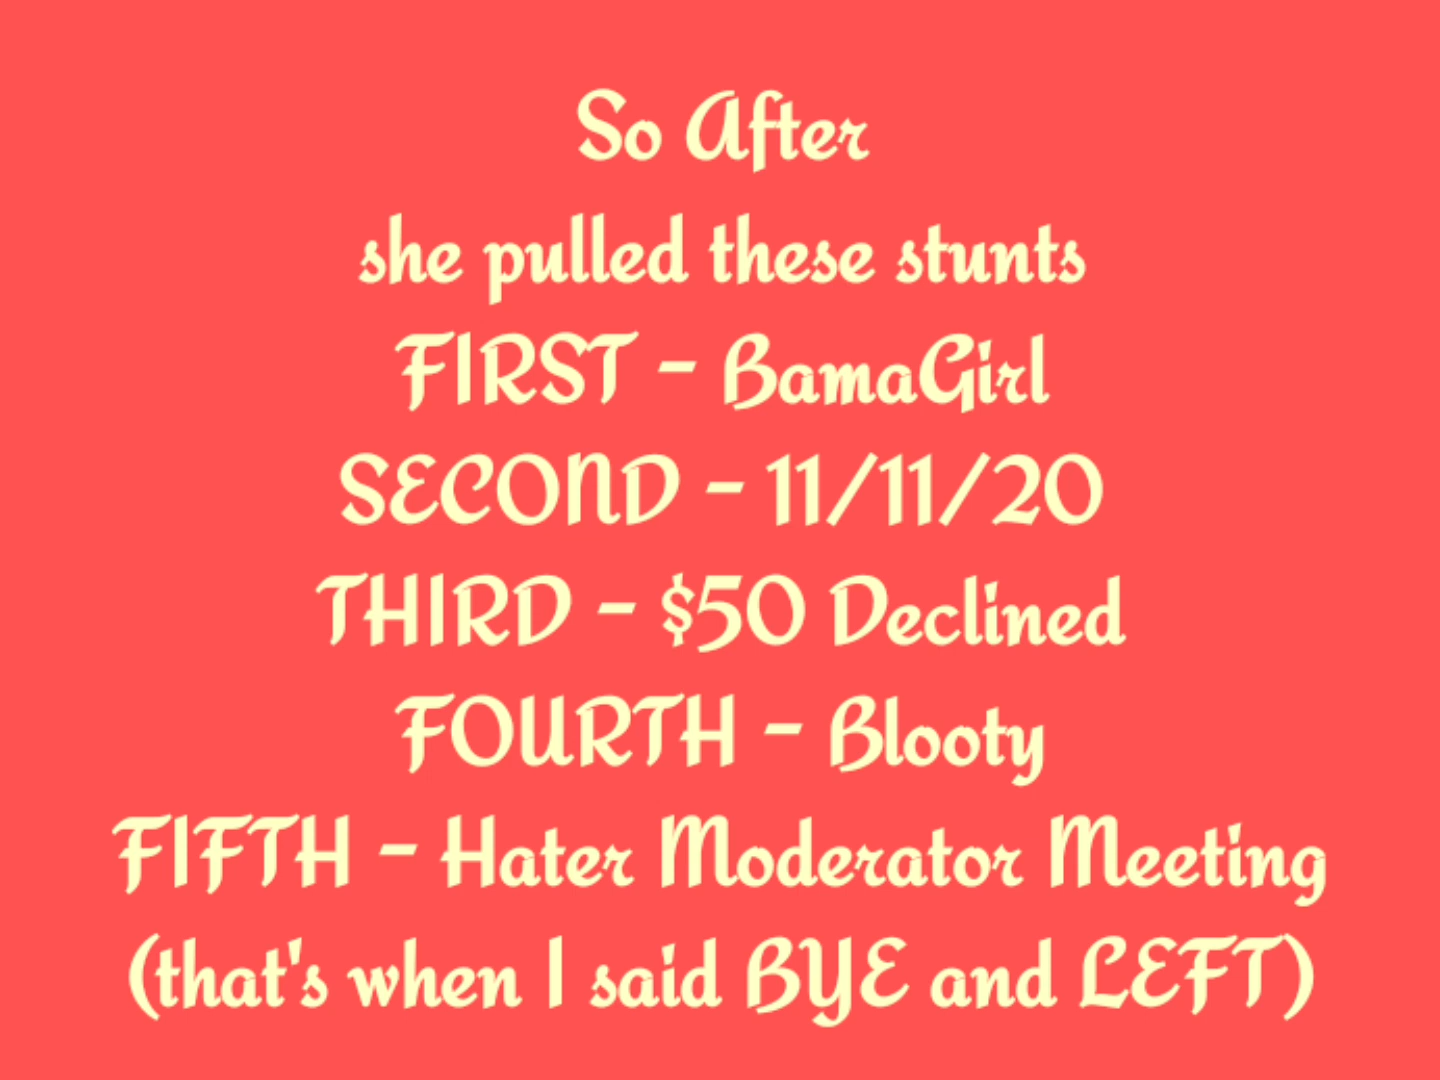 So After
she pulled these stunts
FIRST - BamaGirl
SECOND - 11/11/20
THIRD - $50 Declined
FOURTH - Blooty
FIFTH - Hater Moderator Meeting
(that's when I said BYE and LEFT)